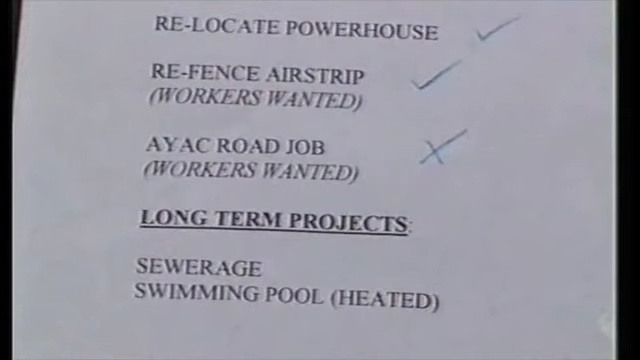 RE-LOCATE POWERHOUSE
RE-FENCE AIRSTRIP
(WORKERS WANTED)
AYAC ROAD JOB
(WORKERS WANTED)
LONG TERM PROJECTS:
SEWERAGE
SWIMMING POOL (HEATED)